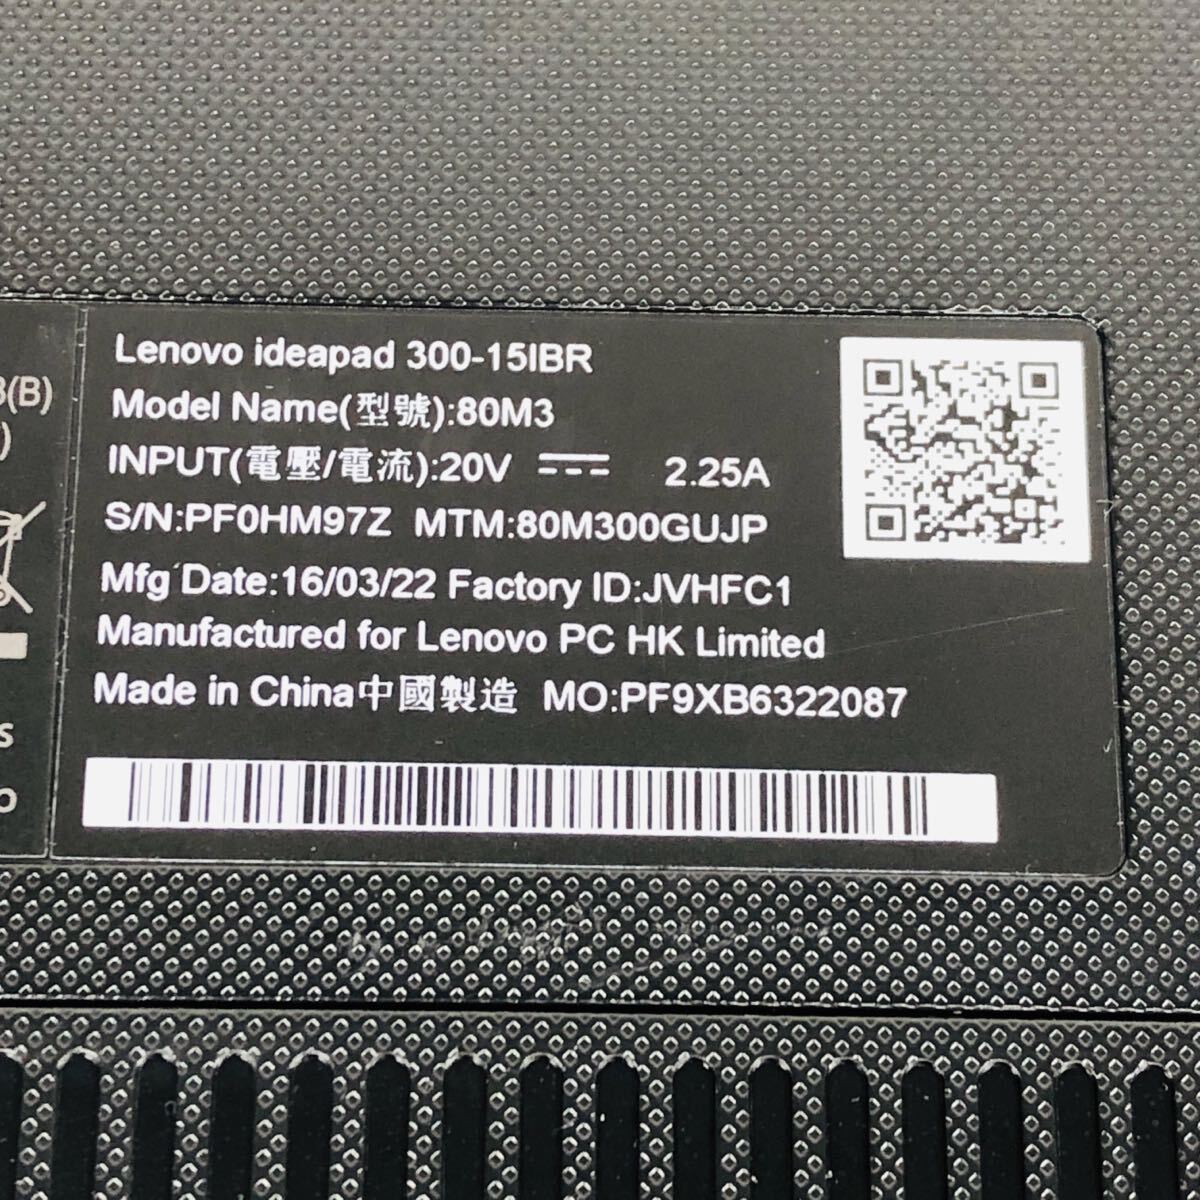 Lenovo ideapad 300-15IBR
Model Name(型號):80M3
INPUT(電壓/電流):20V ⎓ 2.25A
S/N:PF0HM97Z MTM:80M300GUJP
Mfg Date:16/03/22 Factory ID:JVHFC1
Manufactured for Lenovo PC HK Limited
Made in China中國製造 MO:PF9XB6322087